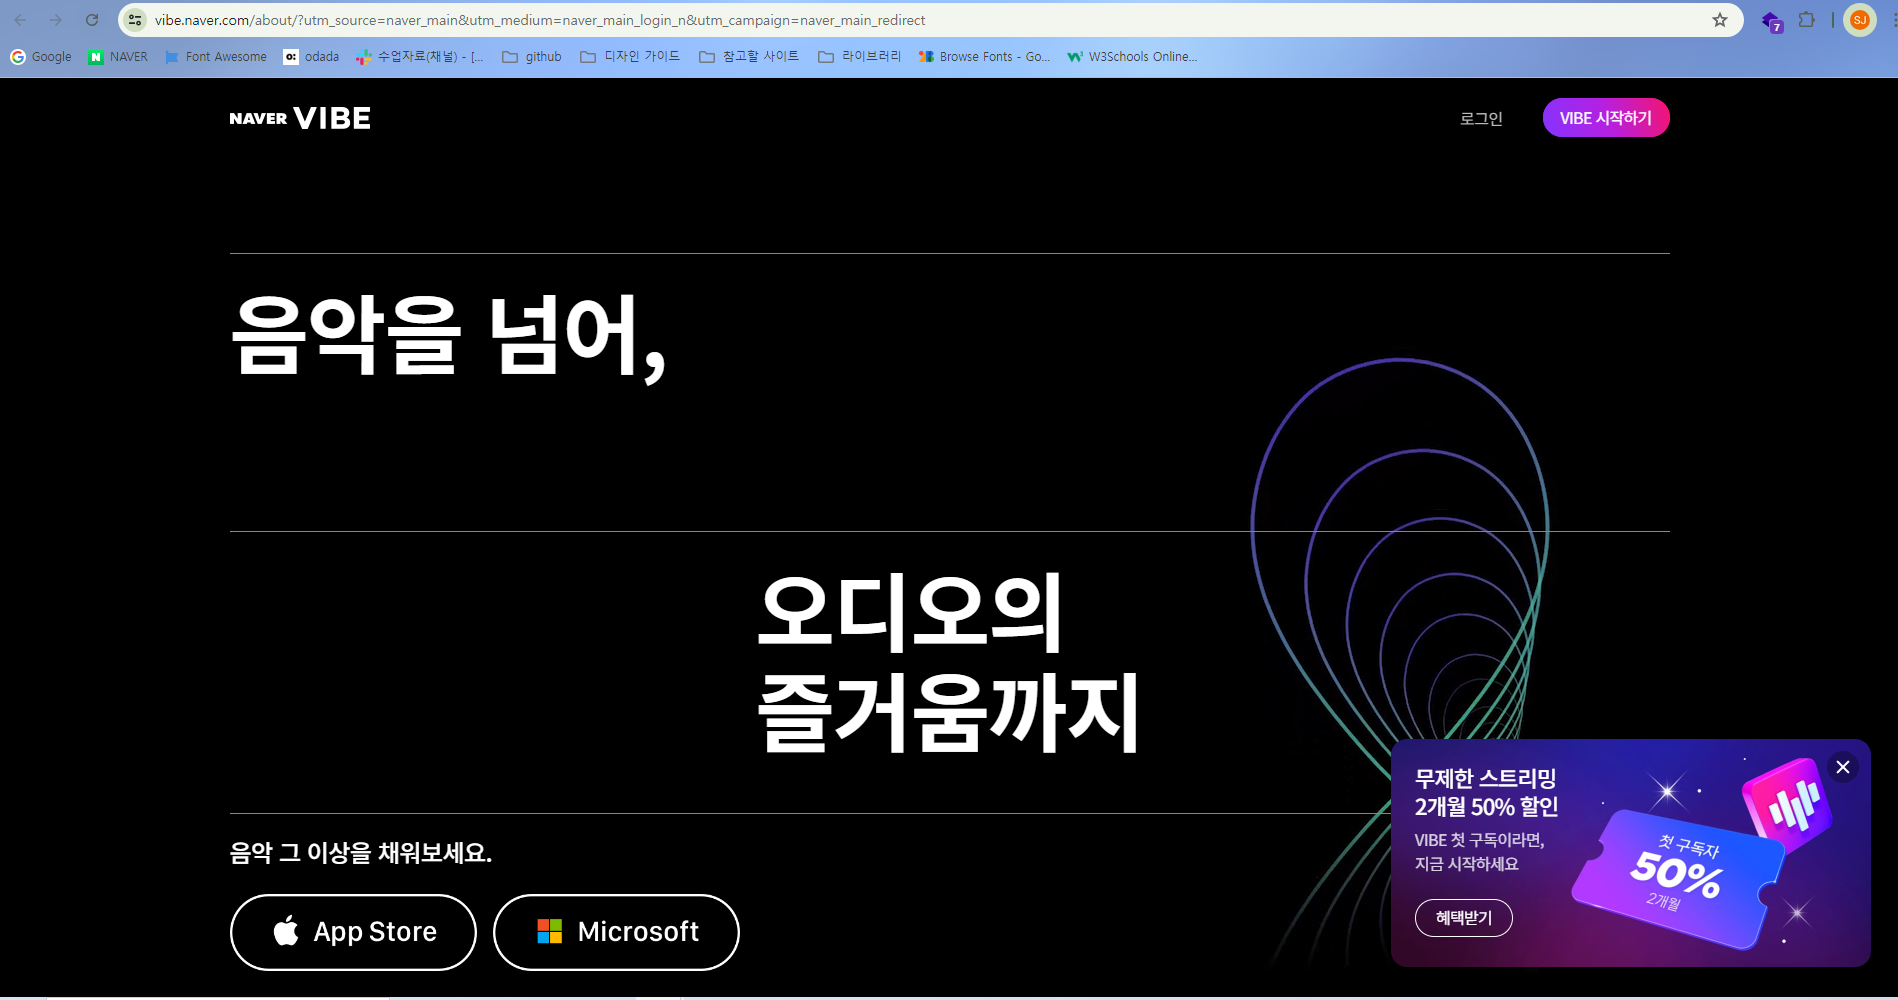 vibe.naver.com/about/?utm_source=naver_main&utm_medium=naver_main_login_n&utm_campaign=naver_main_redirect
7
SJ
Google
NAVER
Font Awesome
odada
수업자료(채널) - [...
github
디자인 가이드
참고할 사이트
라이브러리
Browse Fonts - Go...
W3Schools Online...
NAVER VIBE
로그인
VIBE 시작하기
음악을 넘어,
오디오의
즐거움까지
음악 그 이상을 채워보세요.
App Store
Microsoft
무제한 스트리밍
2개월 50% 할인
VIBE 첫 구독이라면,
지금 시작하세요
혜택받기
첫 구독자
50%
2개월